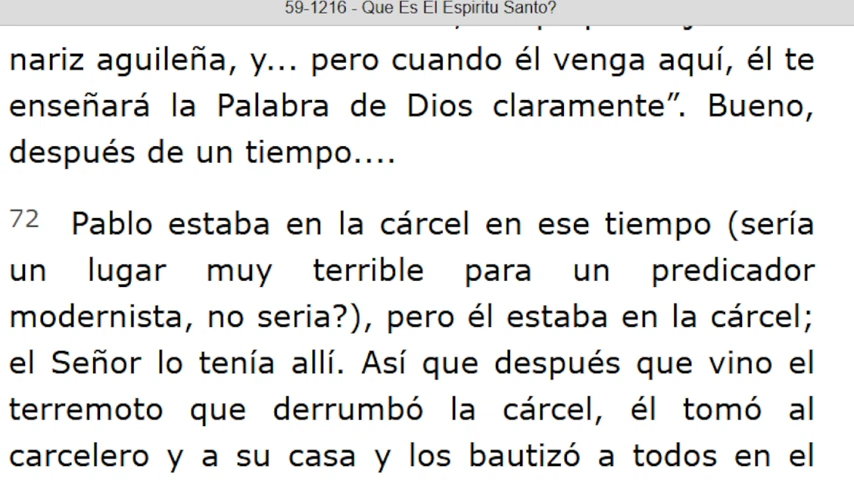 59-1216 - Que Es El Espiritu Santo?
nariz aguileña, y... pero cuando él venga aquí, él te
enseñará la Palabra de Dios claramente”. Bueno,
después de un tiempo....
72 Pablo estaba en la cárcel en ese tiempo (sería
un lugar muy terrible para un predicador
modernista, no seria?), pero él estaba en la cárcel;
el Señor lo tenía allí. Así que después que vino el
terremoto que derrumbó la cárcel, él tomó al
carcelero y a su casa y los bautizó a todos en el